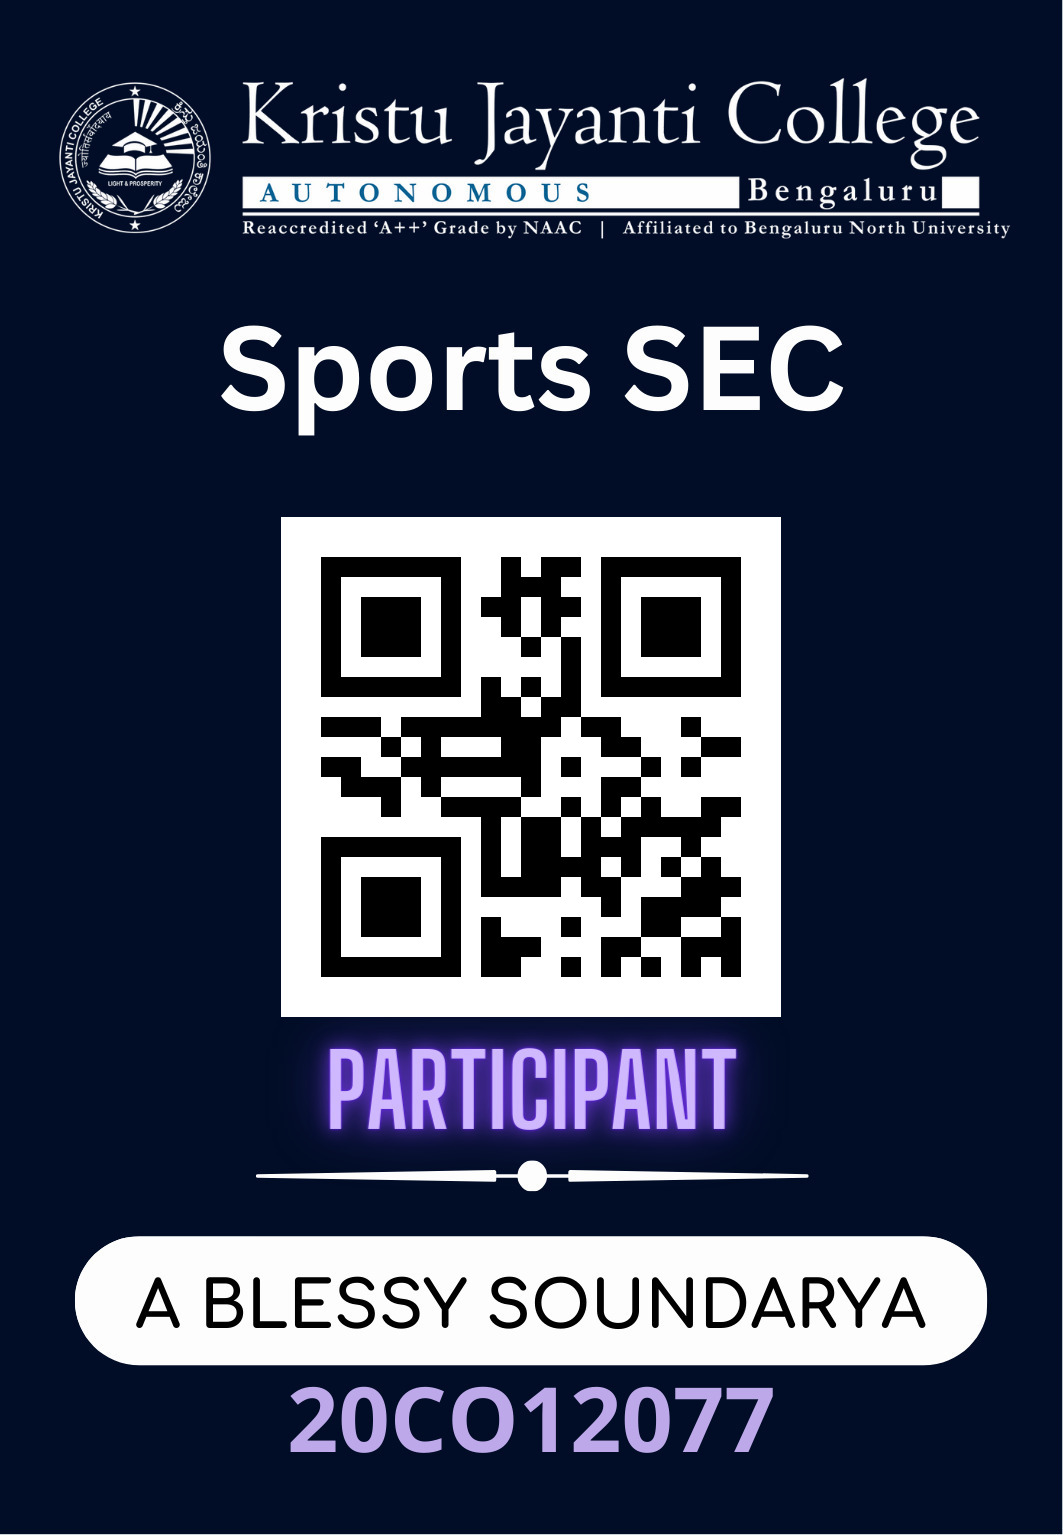 KRISTU JAYANTI COLLEGE
LIGHT & PROSPERITY
Kristu Jayanti College
AUTONOMOUS Bengaluru
Reaccredited ‘A++’ Grade by NAAC | Affiliated to Bengaluru North University
Sports SEC
PARTICIPANT
A BLESSY SOUNDARYA
20CO12077